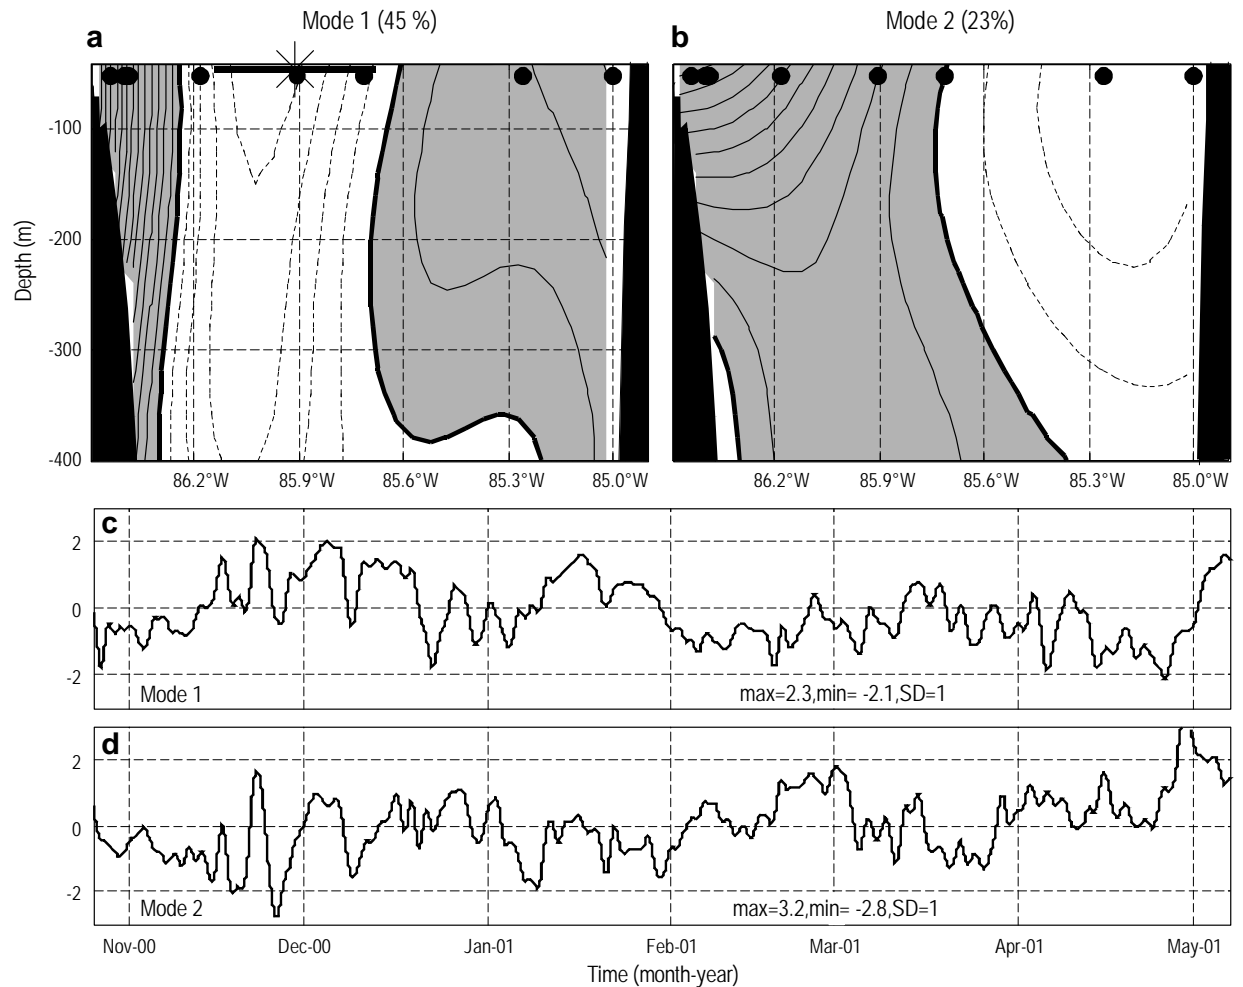 Mode 1 (45 %)
Mode 2 (23%)
a
b
Depth (m)
-100
-200
-300
-400
86.2°W 85.9°W 85.6°W 85.3°W 85.0°W
86.2°W 85.9°W 85.6°W 85.3°W 85.0°W
c
2
0
-2
Mode 1
max=2.3,min= -2.1,SD=1
d
2
0
-2
Mode 2
max=3.2,min= -2.8,SD=1
Nov-00 Dec-00 Jan-01 Feb-01 Mar-01 Apr-01 May-01
Time (month-year)